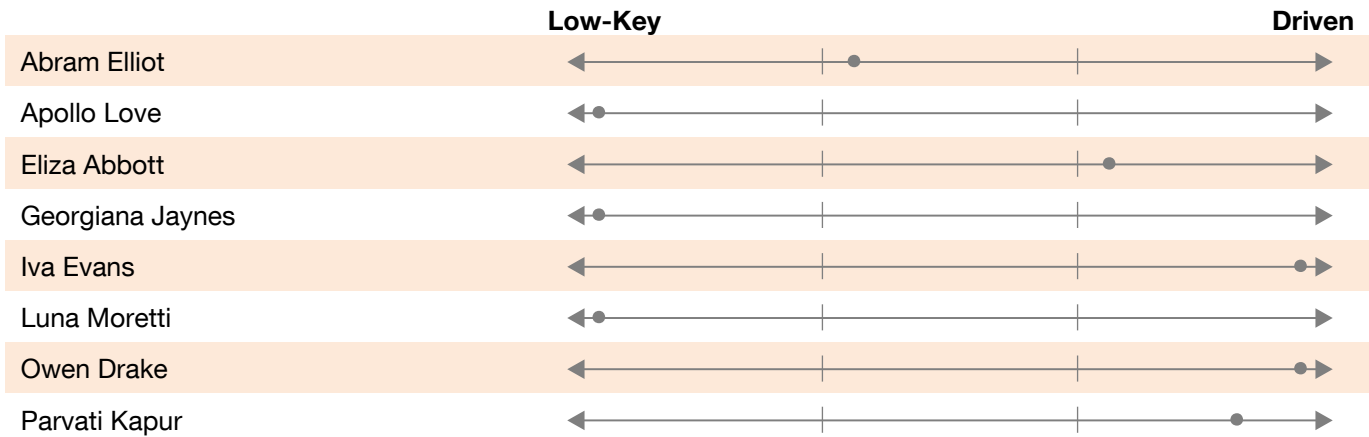 Low-Key Driven
Abram Elliot
Apollo Love
Eliza Abbott
Georgiana Jaynes
Iva Evans
Luna Moretti
Owen Drake
Parvati Kapur